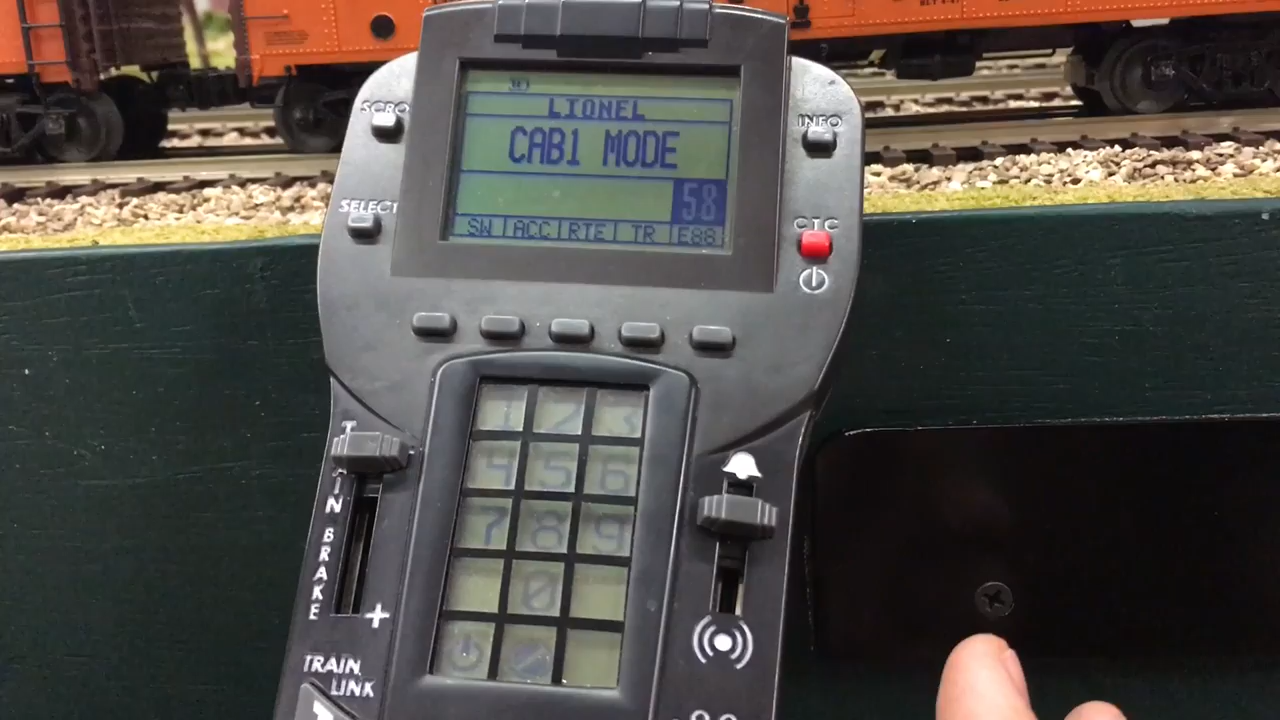 SCRO
INFO
LIONEL
CAB1 MODE
SELECT
58
CTC
SW ACC RTE TR E88
1 2 3
4 5 6
7 8 9
0
TRAIN BRAKE
+
TRAIN
LINK